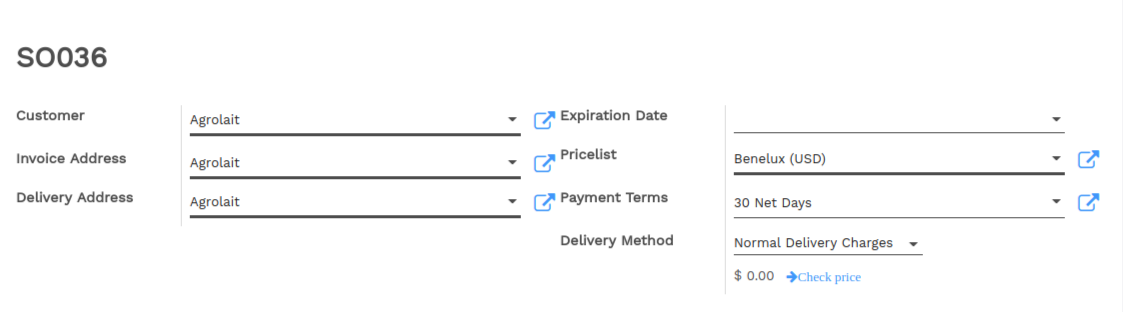 SO036
Customer
Agrolait
Invoice Address
Agrolait
Delivery Address
Agrolait
Expiration Date
Pricelist
Benelux (USD)
Payment Terms
30 Net Days
Delivery Method
Normal Delivery Charges
$ 0.00 Check price